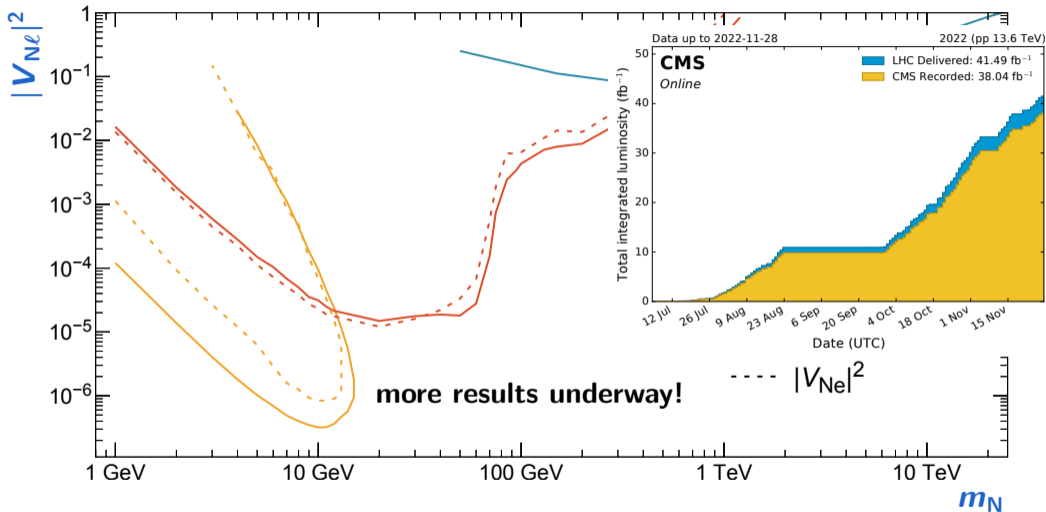 |V_Nℓ|²
1
10⁻¹
10⁻²
10⁻³
10⁻⁴
10⁻⁵
10⁻⁶
Data up to 2022-11-28 2022 (pp 13.6 TeV)
CMS
Online
LHC Delivered: 41.49 fb⁻¹
CMS Recorded: 38.04 fb⁻¹
Total integrated luminosity (fb⁻¹)
50
40
30
20
10
0
12 Jul 26 Jul 9 Aug 23 Aug 6 Sep 20 Sep 4 Oct 18 Oct 1 Nov 15 Nov
Date (UTC)
more results underway!
|V_Ne|²
1 GeV 10 GeV 100 GeV 1 TeV 10 TeV
m_N